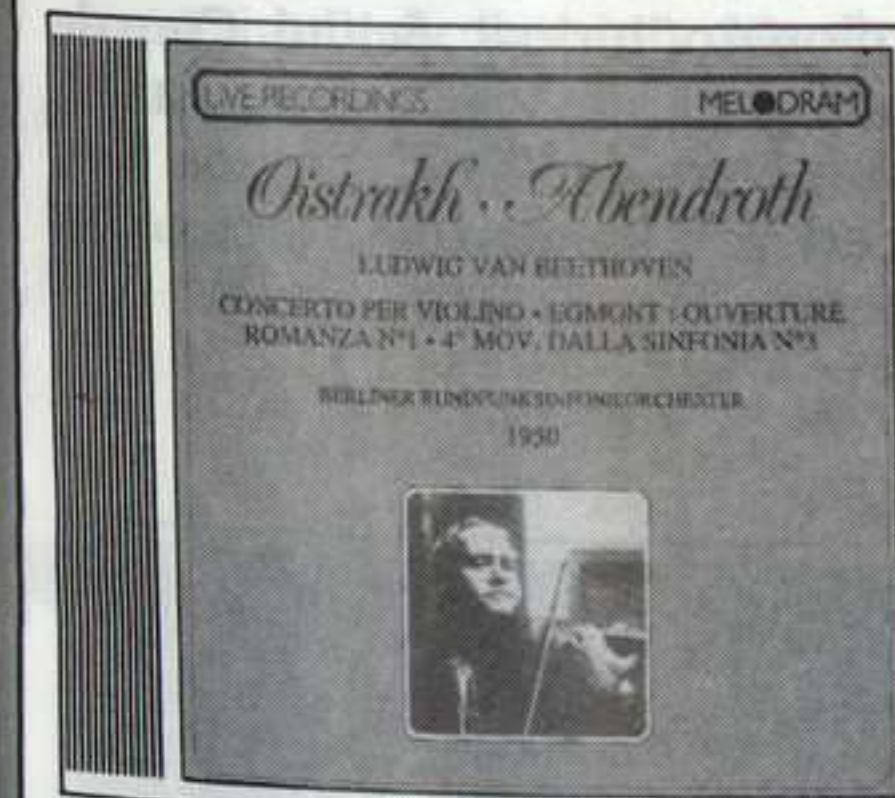 LIVE RECORDINGS MELODRAM
Oistrakh · · Abendroth
LUDWIG VAN BEETHOVEN
CONCERTO PER VIOLINO • EGMONT : OUVERTURE
ROMANZA N°1 • 4° MOV. DALLA SINFONIA N°3
BERLINER RUNDFUNKSINFONIEORCHESTER
1950